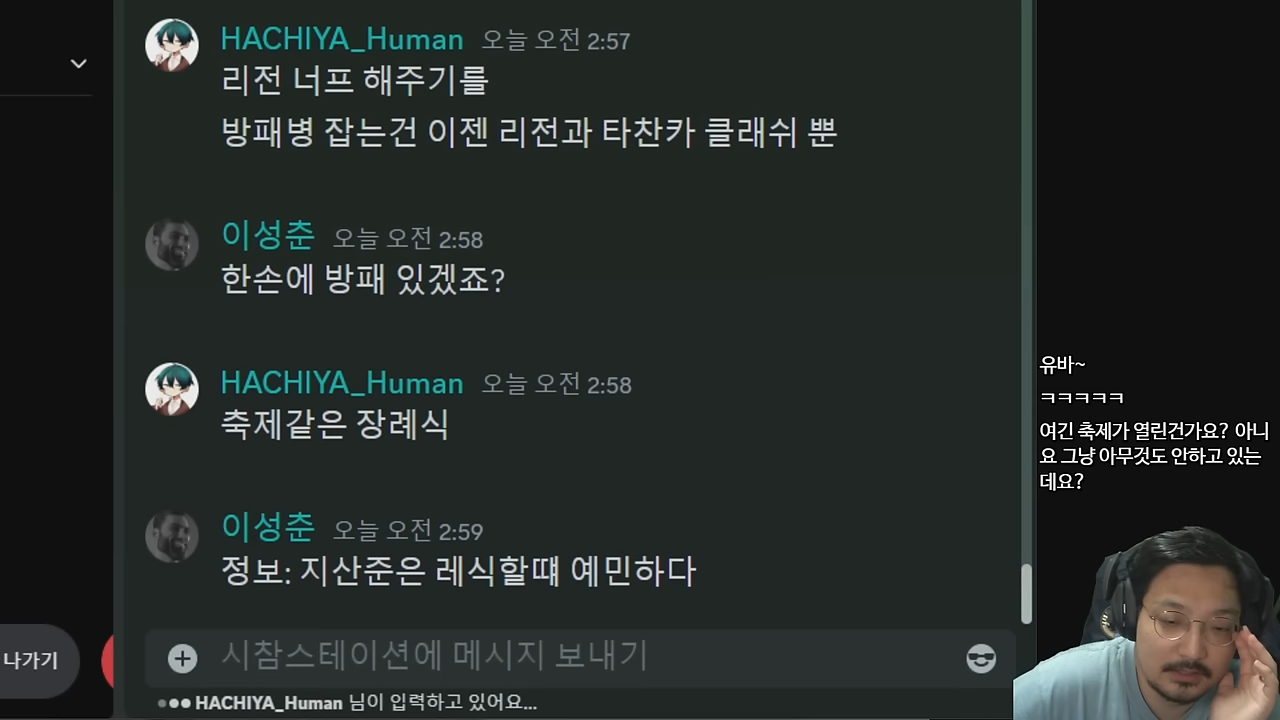 HACHIYA_Human 오늘 오전 2:57
리전 너프 해주기를
방패병 잡는건 이젠 리전과 타찬카 클래쉬 뿐
이성춘 오늘 오전 2:58
한손에 방패 있겠죠?
HACHIYA_Human 오늘 오전 2:58
축제같은 장례식
이성춘 오늘 오전 2:59
정보: 지산준은 레식할떄 예민하다
나가기
시참스테이션에 메시지 보내기
HACHIYA_Human 님이 입력하고 있어요...
유바~
ㅋㅋㅋㅋㅋ
여긴 축제가 열린건가요? 아니
요 그냥 아무것도 안하고 있는
데요?